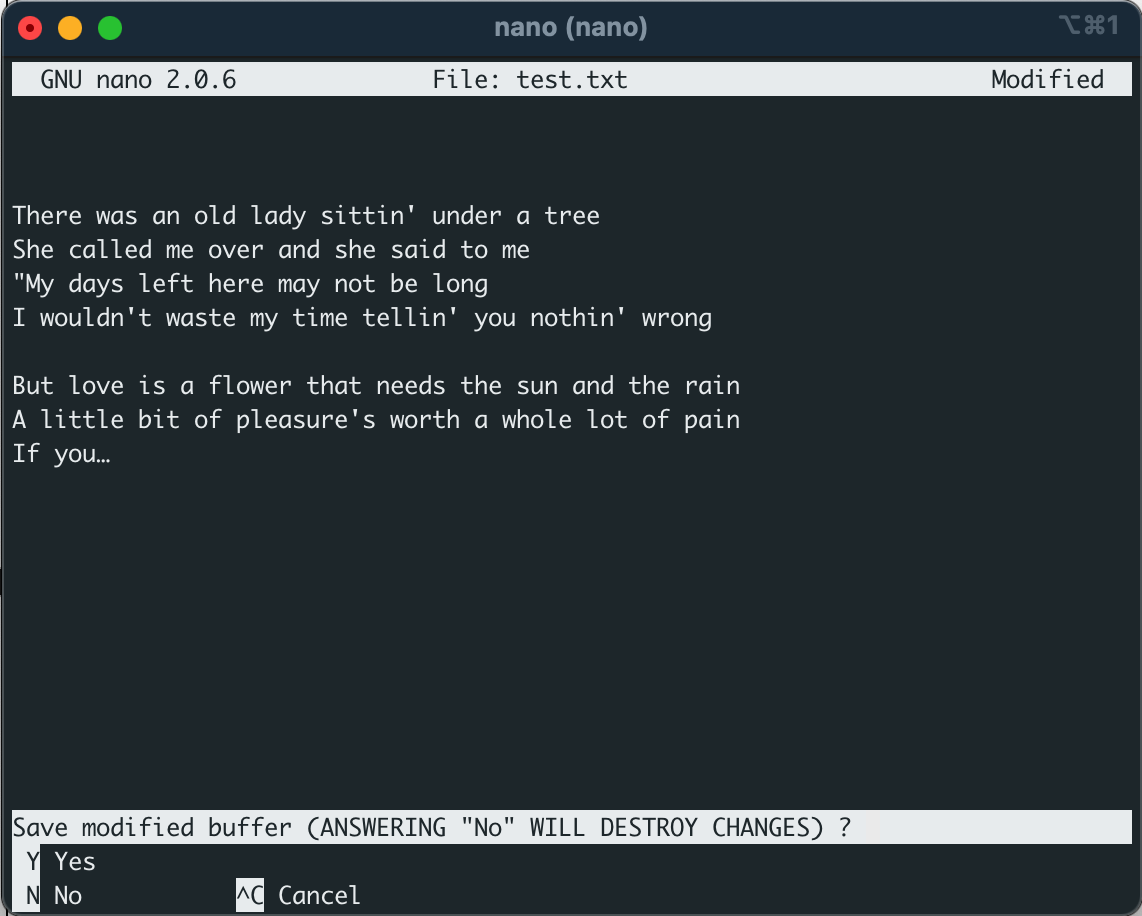 nano (nano)
⌥⌘1
GNU nano 2.0.6 File: test.txt Modified
There was an old lady sittin' under a tree
She called me over and she said to me
"My days left here may not be long
I wouldn't waste my time tellin' you nothin' wrong
But love is a flower that needs the sun and the rain
A little bit of pleasure's worth a whole lot of pain
If you…
Save modified buffer (ANSWERING "No" WILL DESTROY CHANGES) ?
Y Yes
N No ^C Cancel